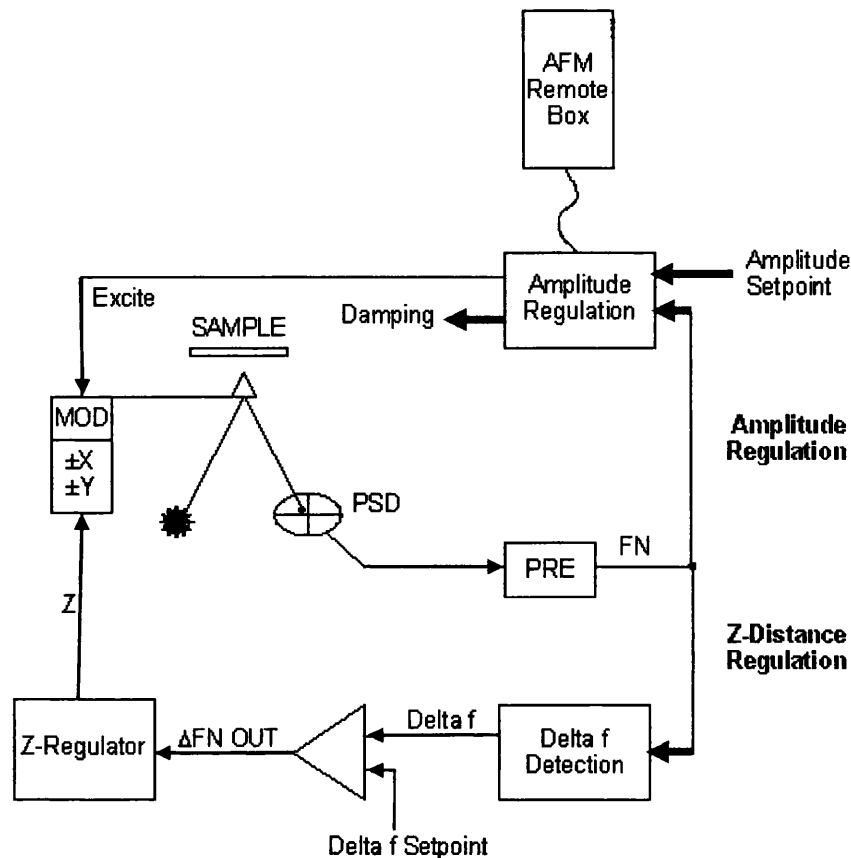 AFM
Remote
Box
Amplitude
Regulation
Amplitude
Setpoint
Excite
Damping
SAMPLE
MOD
±X
±Y
Amplitude
Regulation
PSD
PRE
FN
Z
Z-Distance
Regulation
Z-Regulator
ΔFN OUT
Delta f
Delta f
Detection
Delta f Setpoint